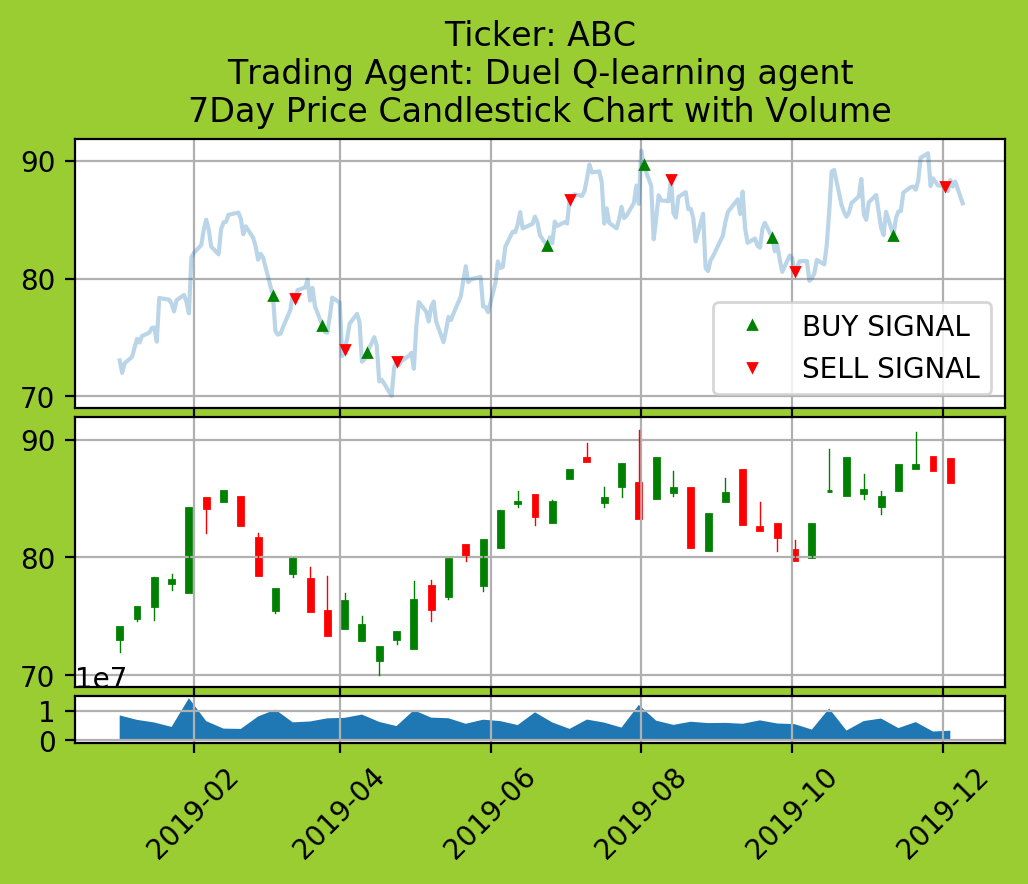 Ticker: ABC
Trading Agent: Duel Q-learning agent
7Day Price Candlestick Chart with Volume
90
80
70
BUY SIGNAL
SELL SIGNAL
90
80
70
1e7
1
0
2019-02
2019-04
2019-06
2019-08
2019-10
2019-12